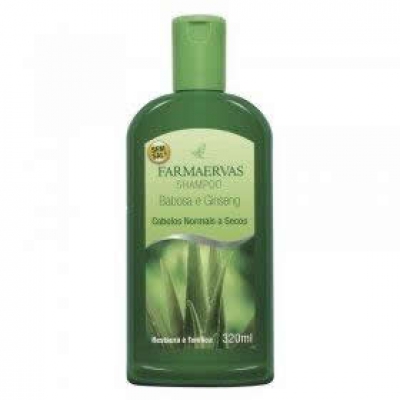 SEM
SAL
FARMAERVAS
SHAMPOO
Babosa e Ginseng
Cabelos Normais a Secos
320ml